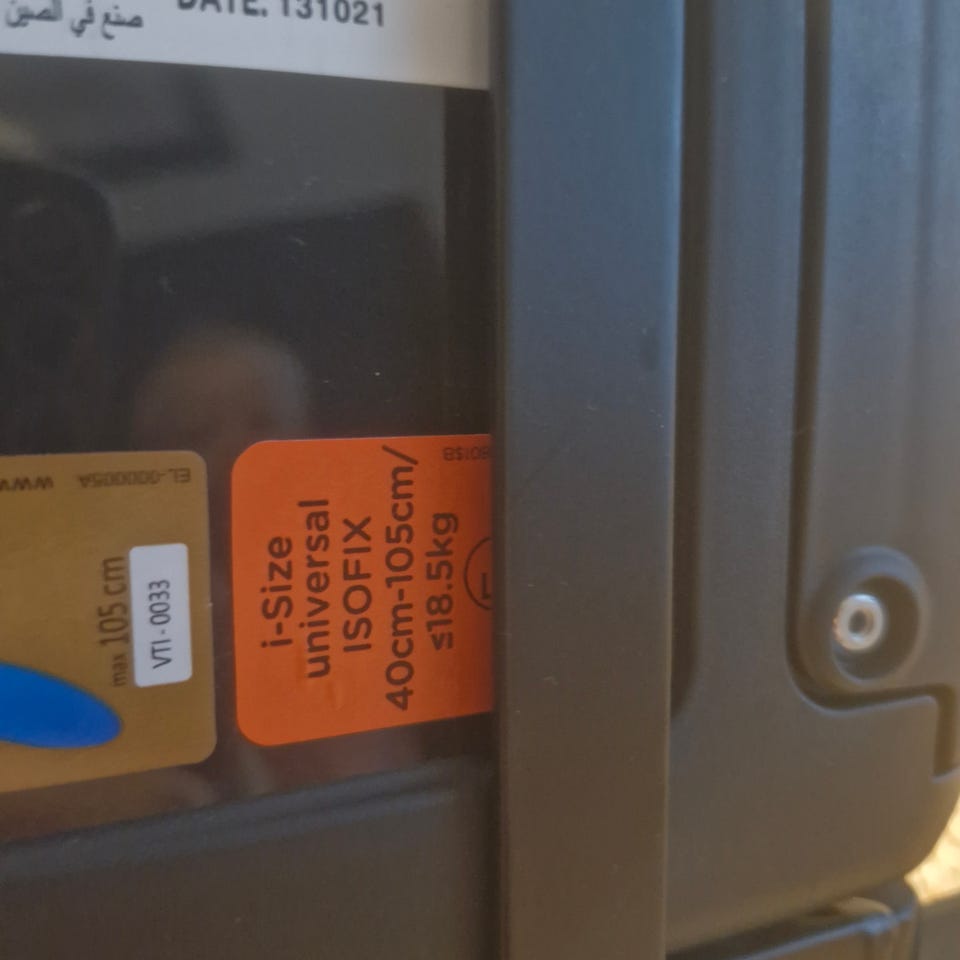 صنع في الصين
DATE: 131021
www
EL-000005A
max 105 cm
VTI-0033
i-Size
universal
ISOFIX
40cm-105cm/
≤18.5kg